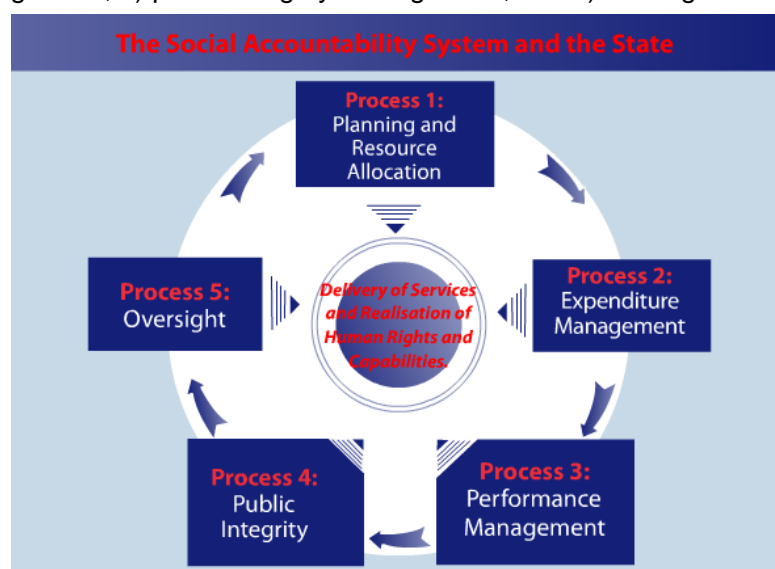 The Social Accountability System and the State
Process 1:
Planning and
Resource
Allocation
Process 2:
Expenditure
Management
Process 3:
Performance
Management
Process 4:
Public
Integrity
Process 5:
Oversight
Delivery of Services
and Realisation of
Human Rights and
Capabilities.